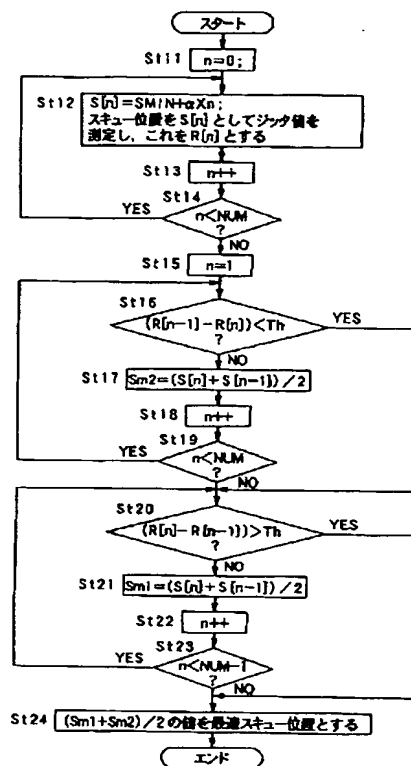 スタート
St11
n=0;
St12
S[n]=SMIN+αXn;
スキュー位置をS[n]としてジッタ値を
測定し、これをR[n]とする
St13
n++
St14
YES
n<NUM
?
NO
St15
n=1
St16
(R[n-1]-R[n])<Th
?
YES
NO
St17
Sm2=(S[n]+S[n-1])/2
St18
n++
St19
YES
n<NUM
?
NO
St20
(R[n]-R[n-1])>Th
?
YES
NO
St21
Sm1=(S[n]+S[n-1])/2
St22
n++
St23
YES
n<NUM-1
?
NO
St24
(Sm1+Sm2)/2の値を最適スキュー位置とする
エンド